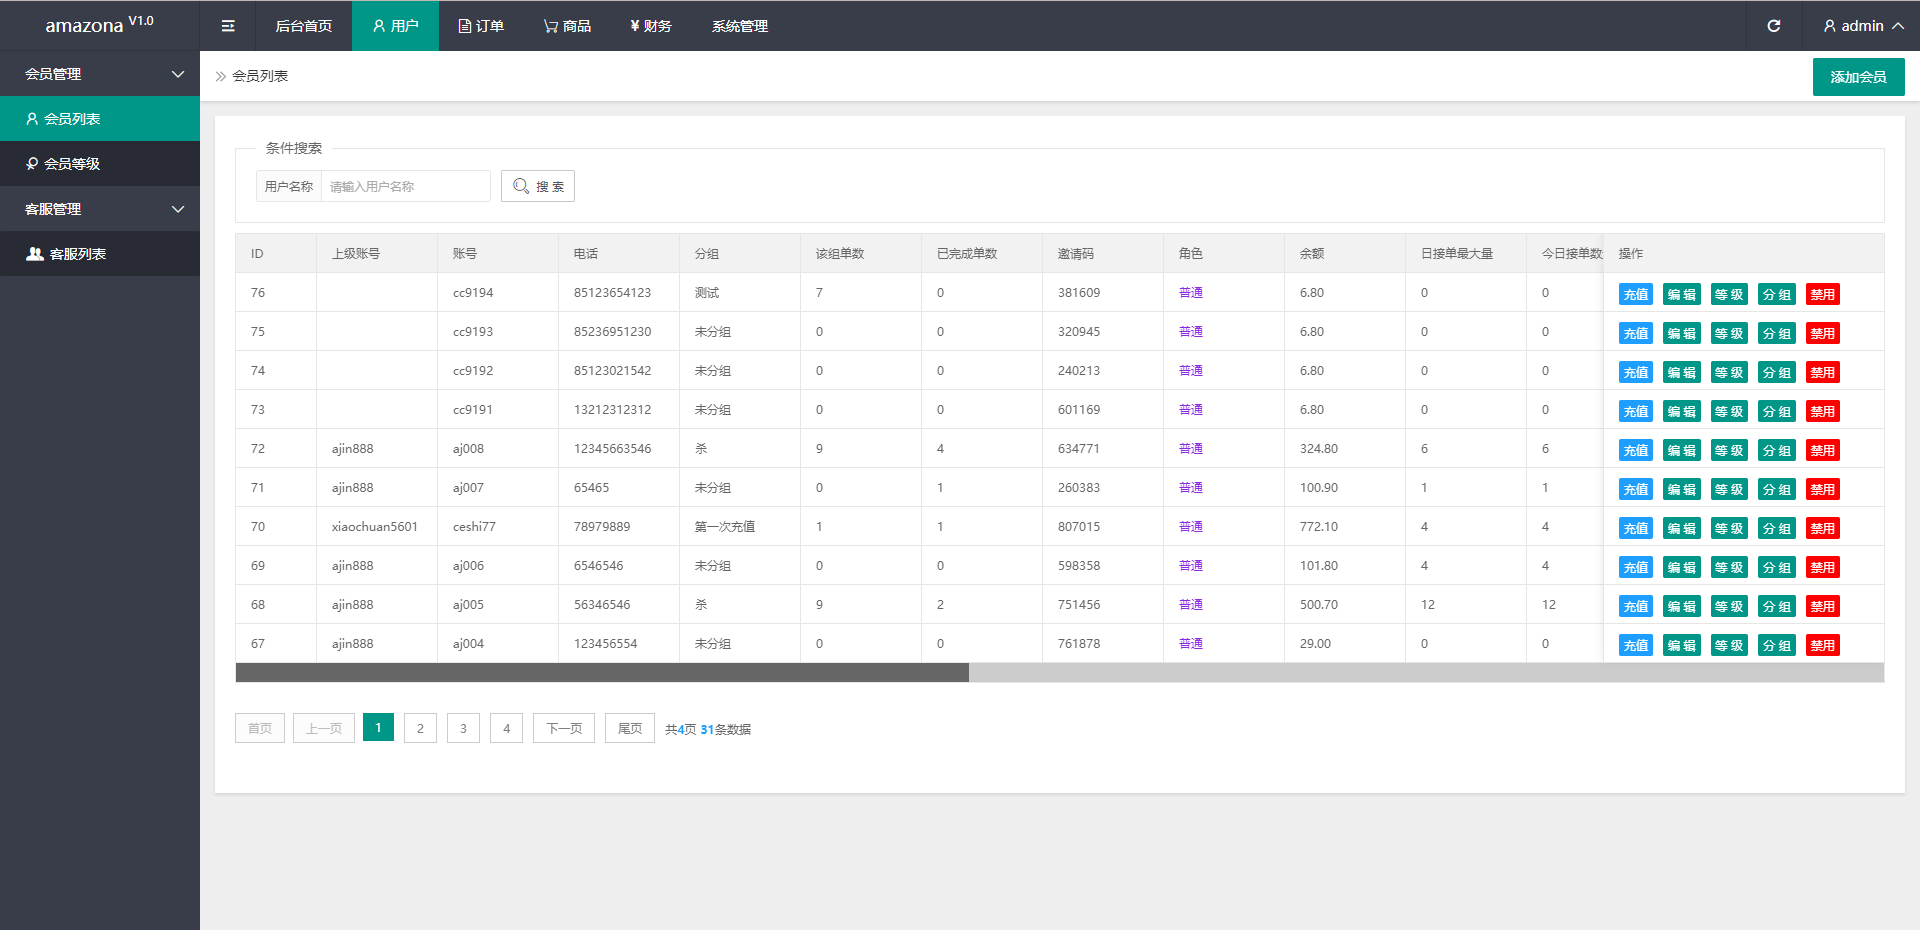 amazona V1.0
后台首页 用户 订单 商品 ¥ 财务 系统管理 admin
会员管理
会员列表
会员等级
客服管理
客服列表
会员列表 添加会员
条件搜索
用户名称 请输入用户名称 搜 索
ID 上级账号 账号 电话 分组 该组单数 已完成单数 邀请码 角色 余额 日接单最大量 今日接单数 操作
76 cc9194 85123654123 测试 7 0 381609 普通 6.80 0 0 充值 编 辑 等 级 分 组 禁用
75 cc9193 85236951230 未分组 0 0 320945 普通 6.80 0 0 充值 编 辑 等 级 分 组 禁用
74 cc9192 85123021542 未分组 0 0 240213 普通 6.80 0 0 充值 编 辑 等 级 分 组 禁用
73 cc9191 13212312312 未分组 0 0 601169 普通 6.80 0 0 充值 编 辑 等 级 分 组 禁用
72 ajin888 aj008 12345663546 杀 9 4 634771 普通 324.80 6 6 充值 编 辑 等 级 分 组 禁用
71 ajin888 aj007 65465 未分组 0 1 260383 普通 100.90 1 1 充值 编 辑 等 级 分 组 禁用
70 xiaochuan5601 ceshi77 78979889 第一次充值 1 1 807015 普通 772.10 4 4 充值 编 辑 等 级 分 组 禁用
69 ajin888 aj006 6546546 未分组 0 0 598358 普通 101.80 4 4 充值 编 辑 等 级 分 组 禁用
68 ajin888 aj005 56346546 杀 9 2 751456 普通 500.70 12 12 充值 编 辑 等 级 分 组 禁用
67 ajin888 aj004 123456554 未分组 0 0 761878 普通 29.00 0 0 充值 编 辑 等 级 分 组 禁用
首页 上一页 1 2 3 4 下一页 尾页 共4页 31条数据